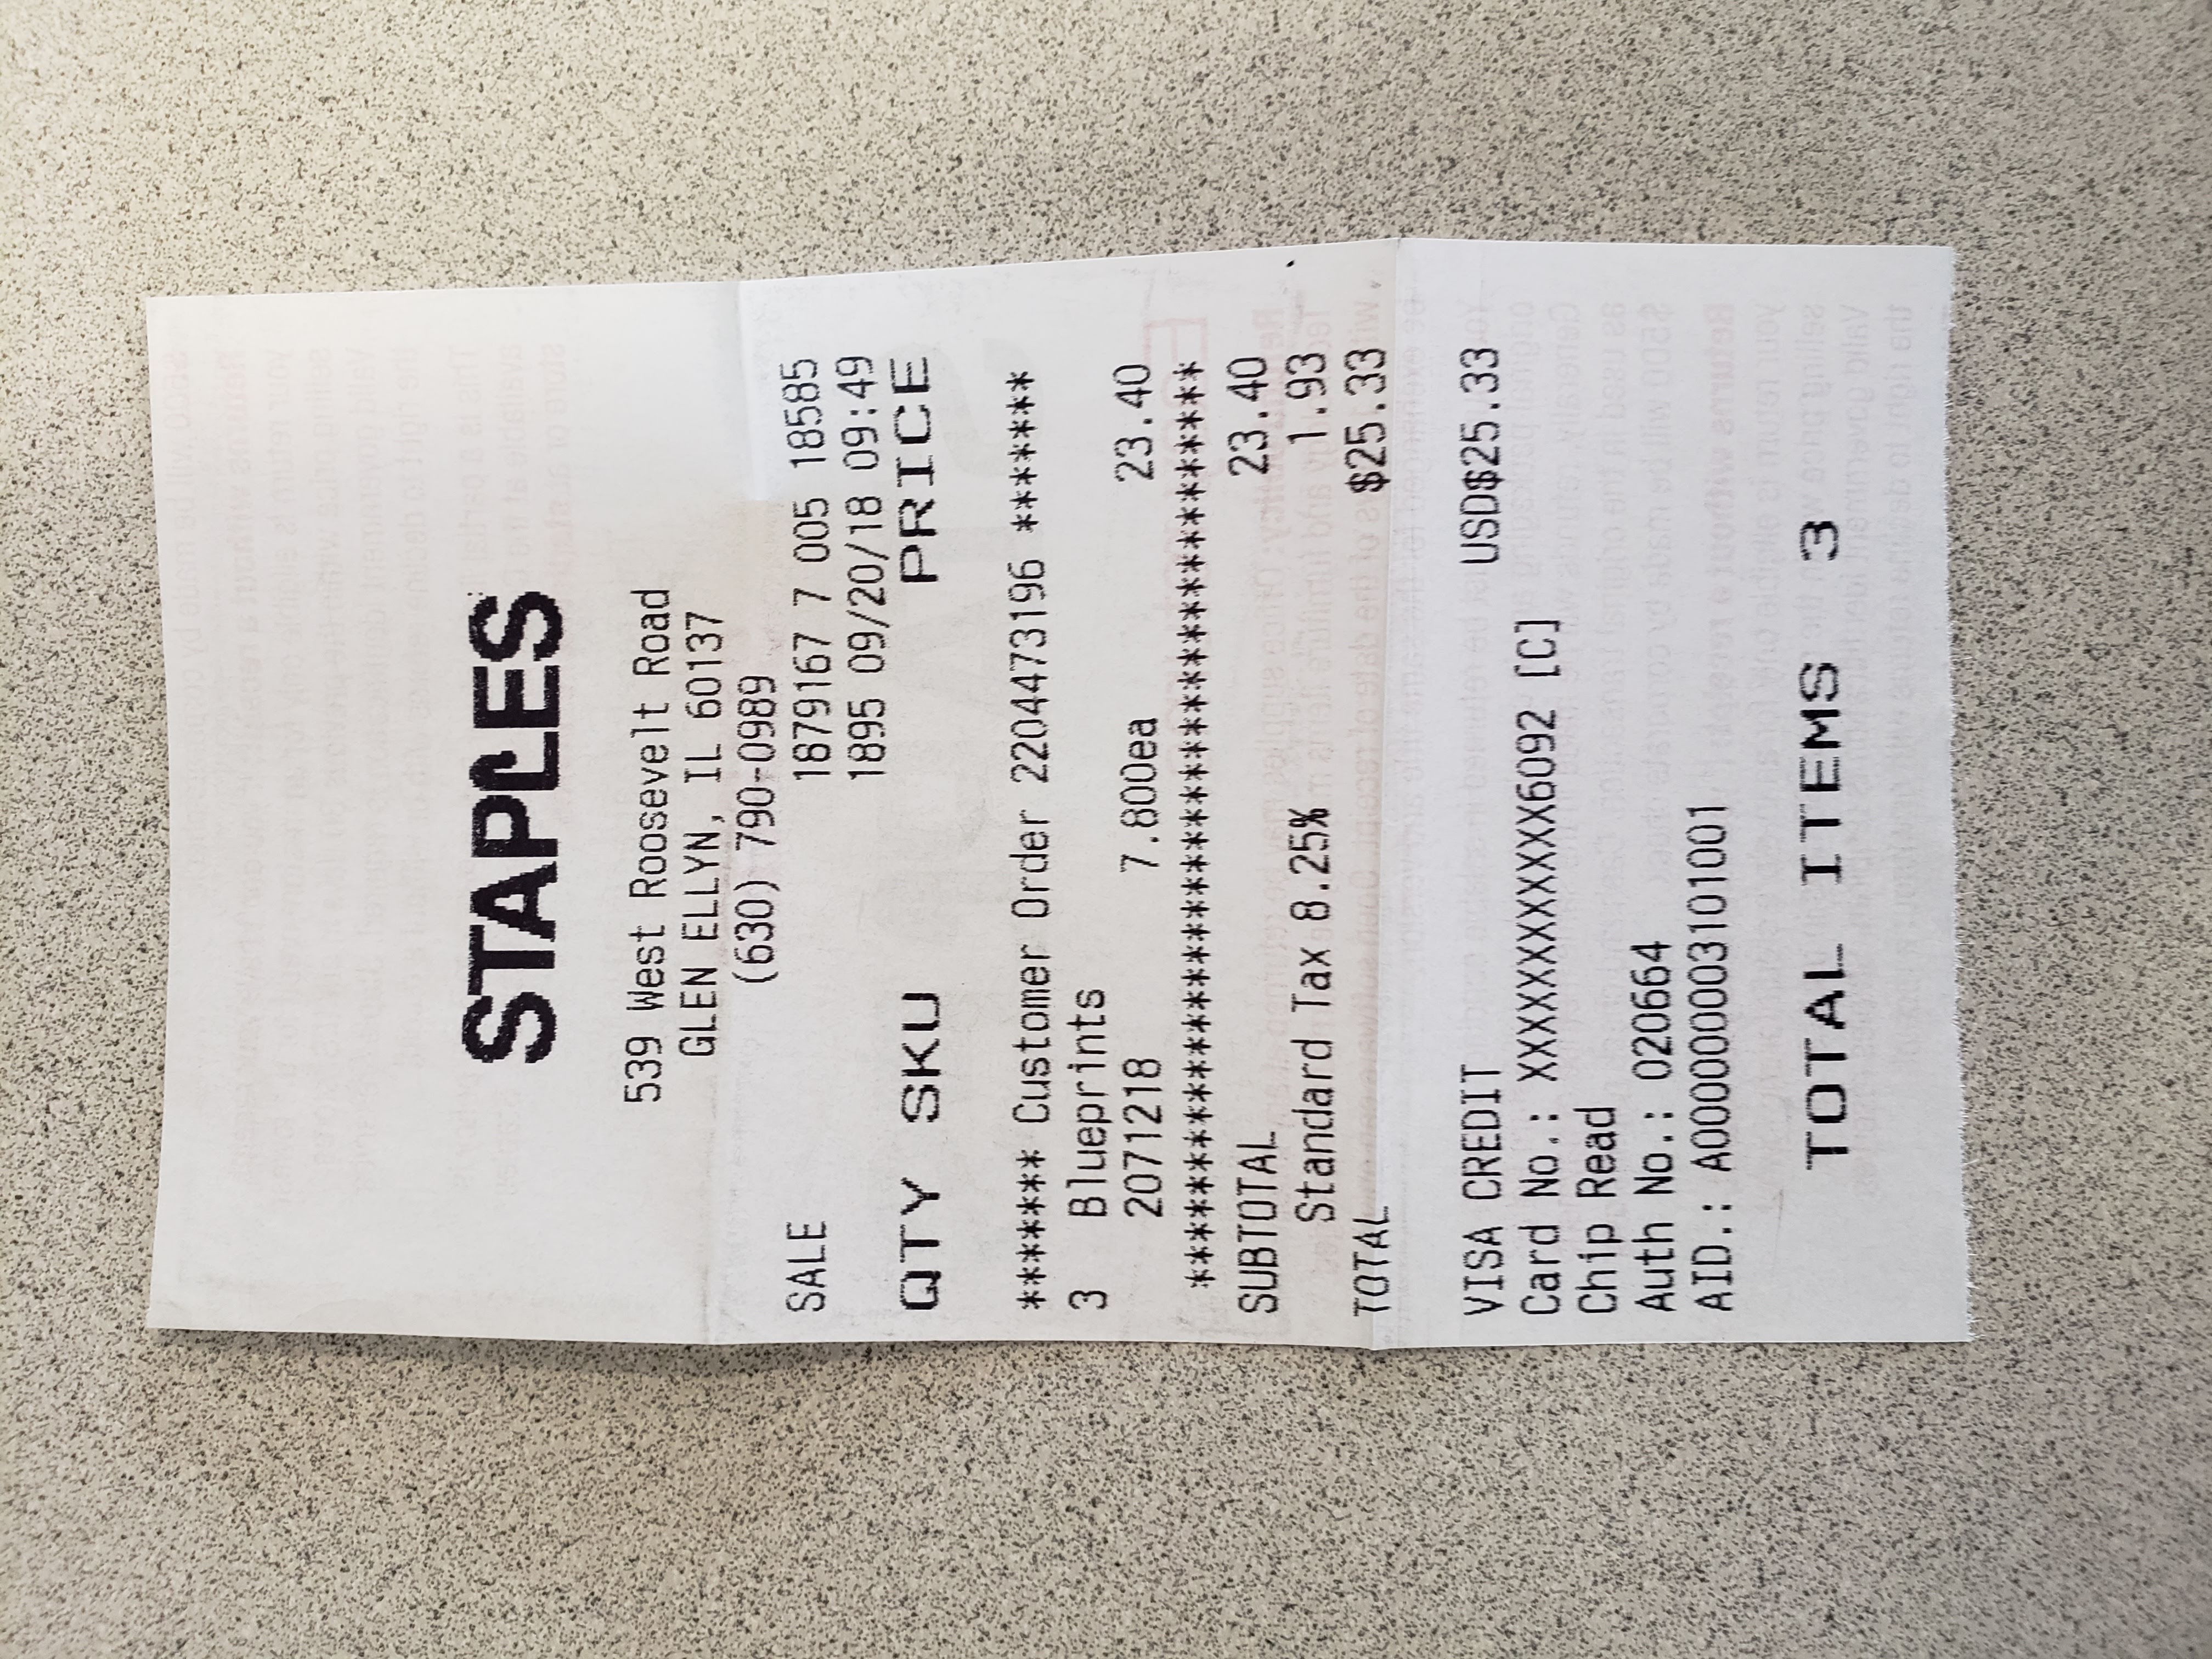 STAPLES
539 West Roosevelt Road
GLEN ELLYN, IL 60137
(630) 790-0989
SALE 1879167 7 005 18585
1895 09/20/18 09:49
QTY SKU PRICE
****** Customer Order 2204473196 ******
3 Blueprints
2071218 7.800ea 23.40
***********************************
SUBTOTAL 23.40
Standard Tax 8.25% 1.93
TOTAL $25.33
VISA CREDIT USD$25.33
Card No.: XXXXXXXXXXXX6092 [C]
Chip Read
Auth No.: 020664
AID.: A000000003101001
TOTAL ITEMS 3